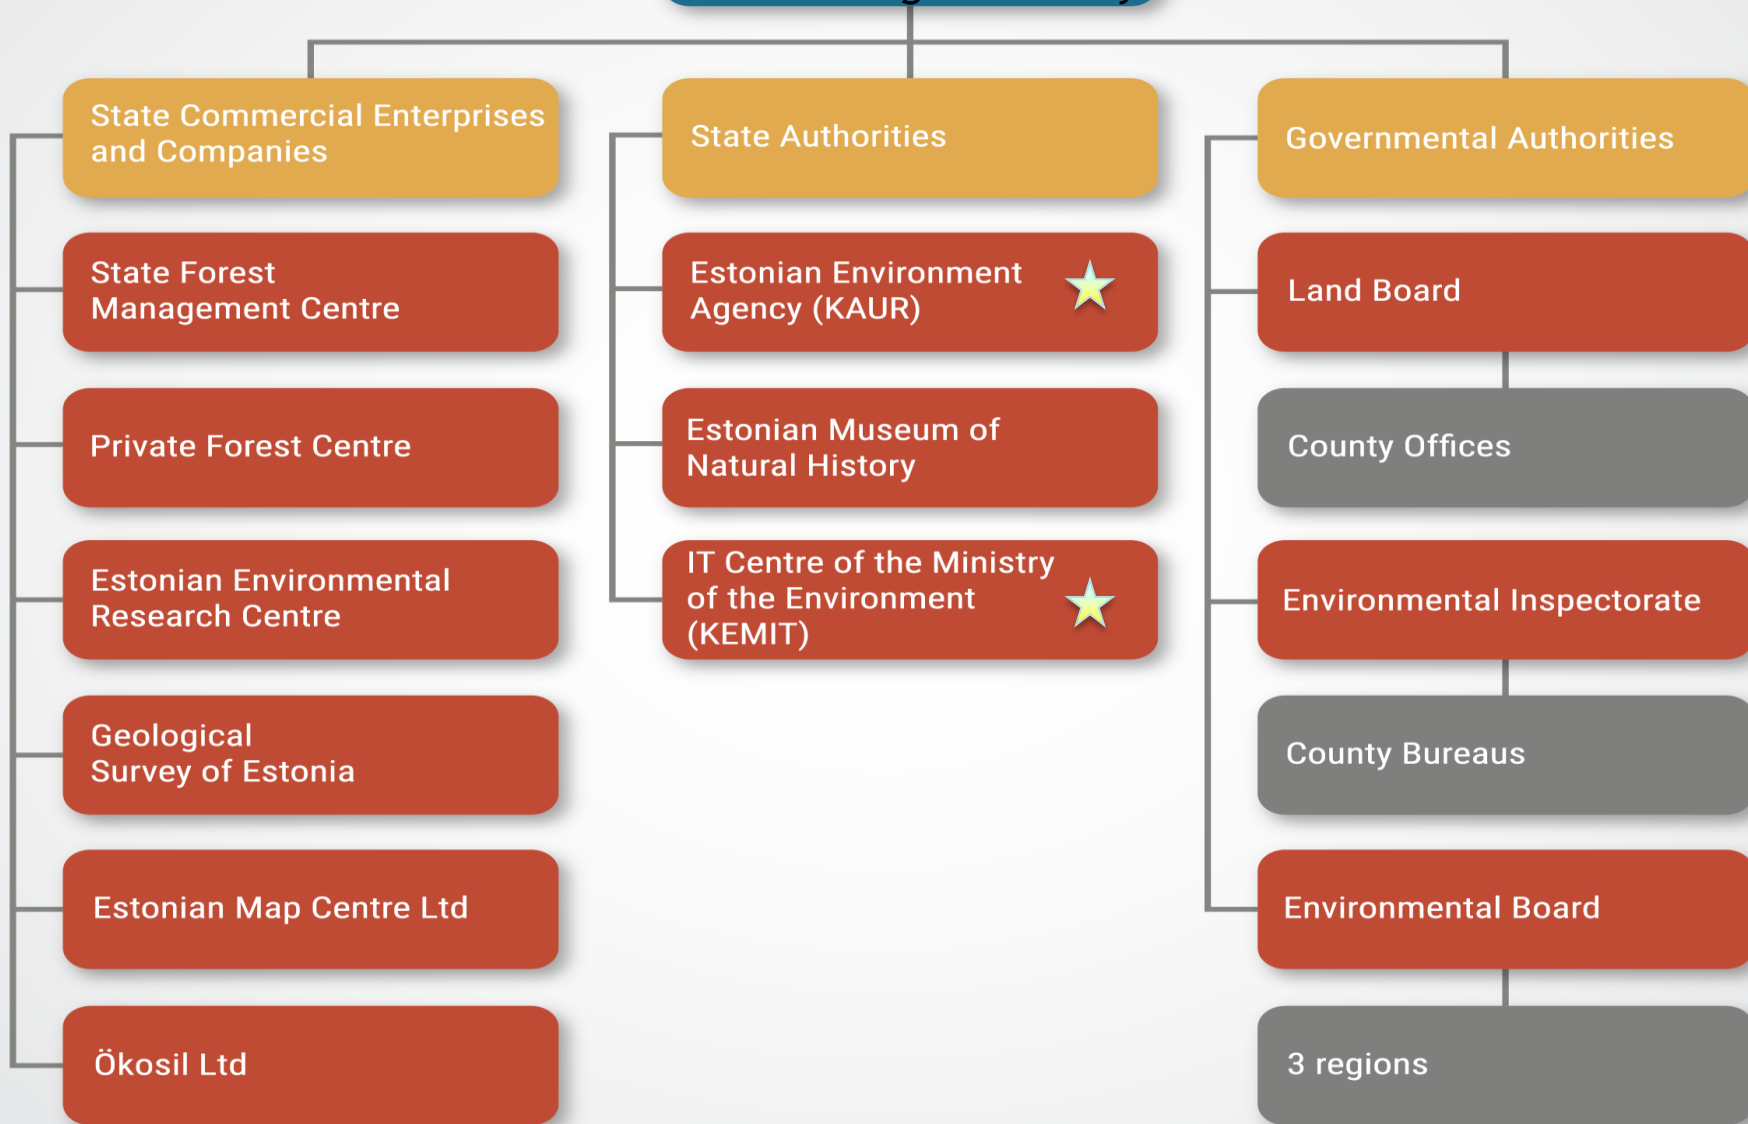 State Commercial Enterprises
and Companies
State Forest
Management Centre
Private Forest Centre
Estonian Environmental
Research Centre
Geological
Survey of Estonia
Estonian Map Centre Ltd
Ökosil Ltd
State Authorities
Estonian Environment
Agency (KAUR)
Estonian Museum of
Natural History
IT Centre of the Ministry
of the Environment
(KEMIT)
Governmental Authorities
Land Board
County Offices
Environmental Inspectorate
County Bureaus
Environmental Board
3 regions